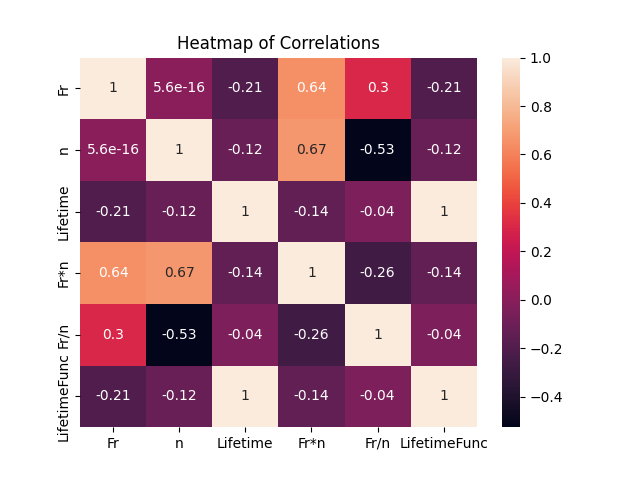 Heatmap of Correlations
Fr 1 5.6e-16 -0.21 0.64 0.3 -0.21
n 5.6e-16 1 -0.12 0.67 -0.53 -0.12
Lifetime -0.21 -0.12 1 -0.14 -0.04 1
Fr*n 0.64 0.67 -0.14 1 -0.26 -0.14
Fr/n 0.3 -0.53 -0.04 -0.26 1 -0.04
LifetimeFunc -0.21 -0.12 1 -0.14 -0.04 1
Fr n Lifetime Fr*n Fr/n LifetimeFunc
1.0
0.8
0.6
0.4
0.2
0.0
−0.2
−0.4